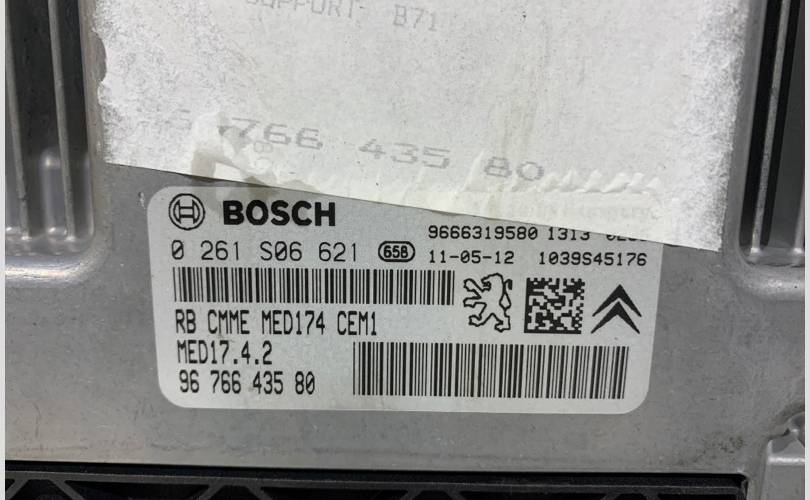 SUPPORT B71
766 435 80
BOSCH
9666319580 1313
0 261 S06 621 658 11-05-12 1039S45176
RB CMME MED174 CEM1
MED17.4.2
96 766 435 80